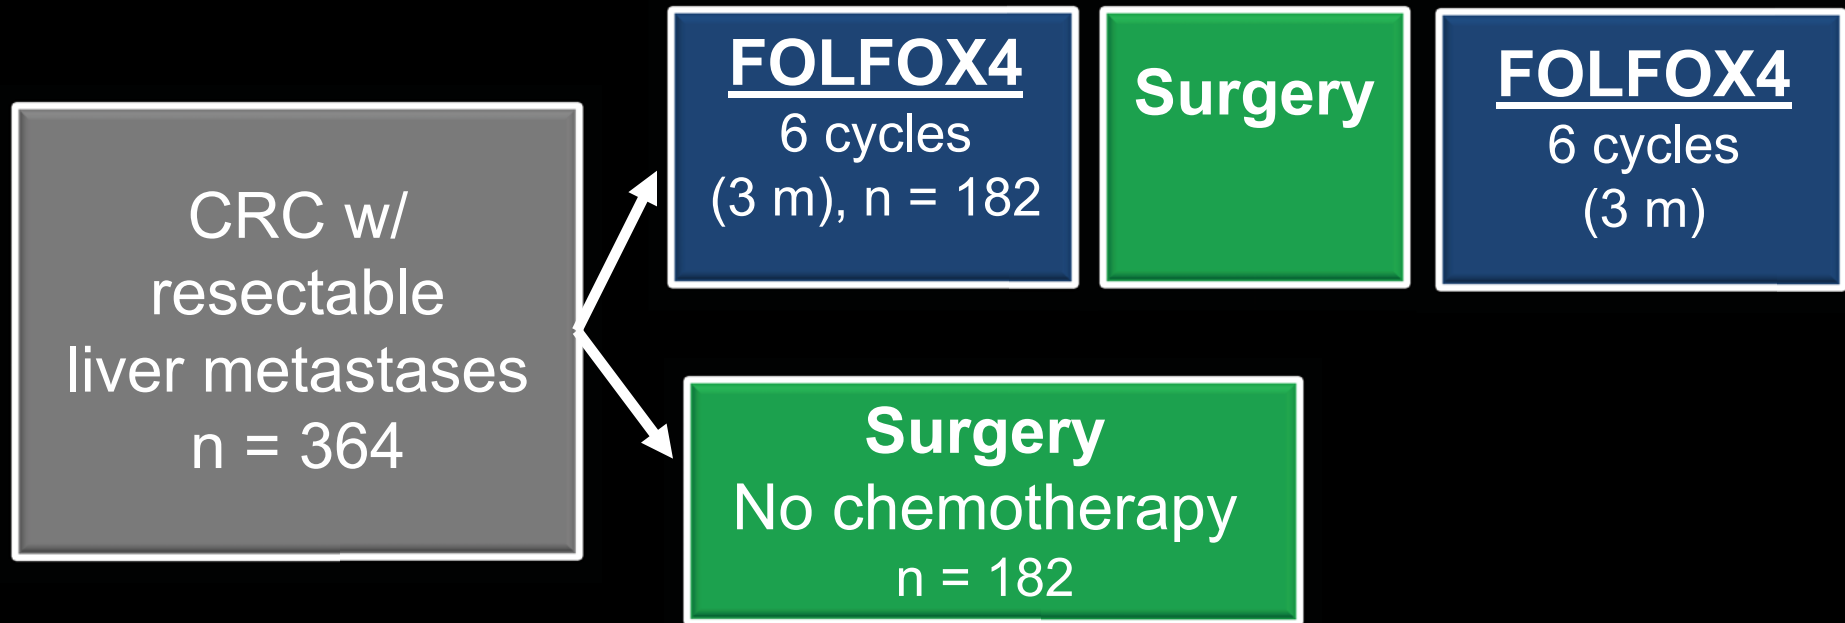 CRC w/
resectable
liver metastases
n = 364
FOLFOX4
6 cycles
(3 m), n = 182
Surgery
FOLFOX4
6 cycles
(3 m)
Surgery
No chemotherapy
n = 182